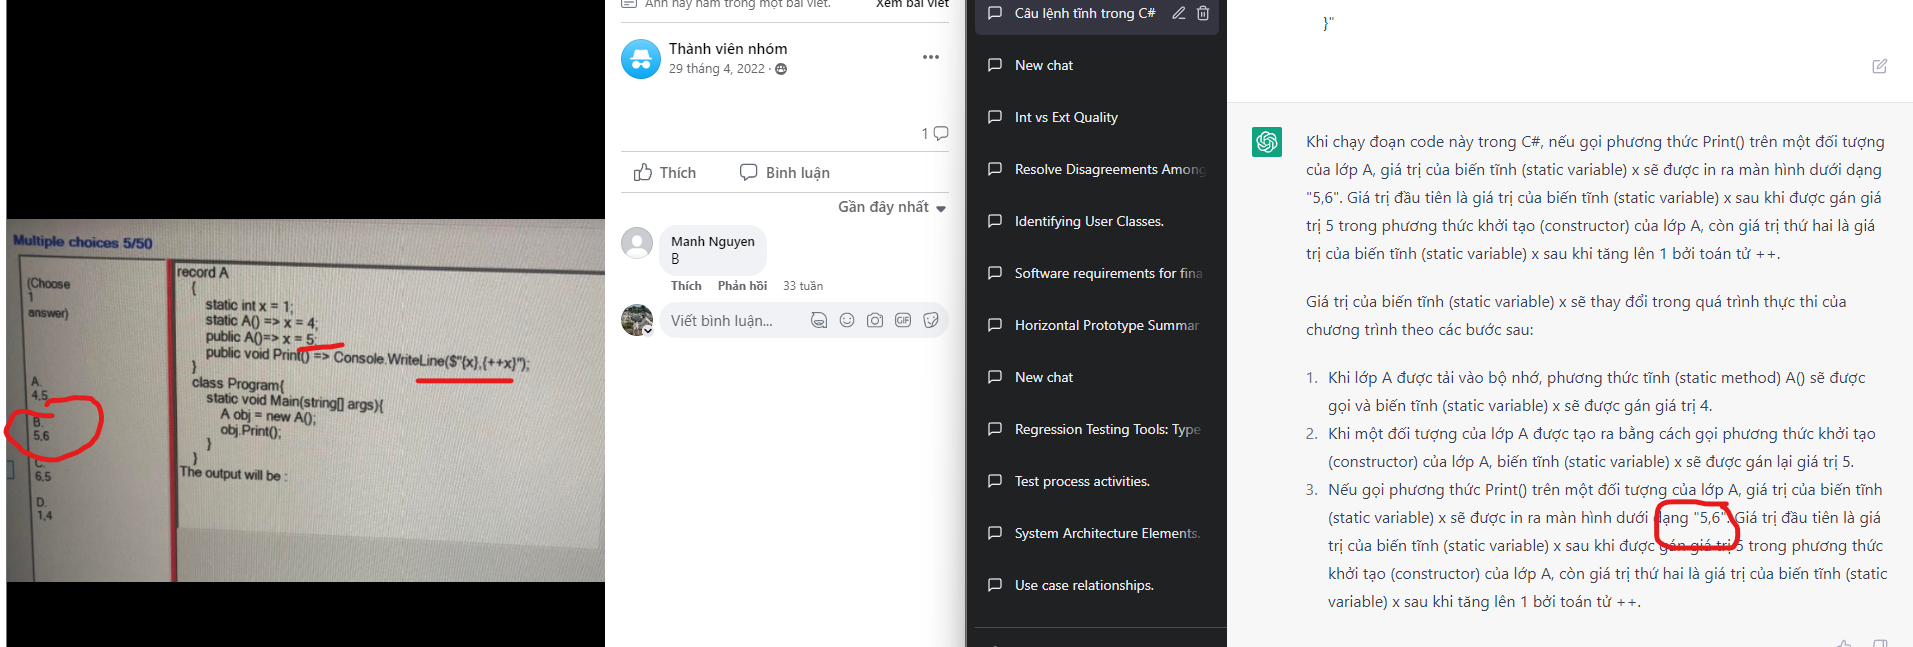 Multiple choices 5/50
(Choose
1
answer)
A.
4,5
B.
5,6
C.
6,5
D.
1,4
record A
{
static int x = 1;
static A() => x = 4;
public A()=> x = 5;
public void Print() => Console.WriteLine($"{x},{++x}");
}
class Program{
static void Main(string[] args){
A obj = new A();
obj.Print();
}
}
The output will be :
Ảnh này nằm trong một bài viết.
Xem bài viết
Thành viên nhóm
29 tháng 4, 2022 ·
1
Thích
Bình luận
Gần đây nhất
Manh Nguyen
B
Thích Phản hồi 33 tuần
Viết bình luận...
GIF
Câu lệnh tĩnh trong C#
New chat
Int vs Ext Quality
Resolve Disagreements Among
Identifying User Classes.
Software requirements for fina
Horizontal Prototype Summar
New chat
Regression Testing Tools: Type
Test process activities.
System Architecture Elements.
Use case relationships.
}"
Khi chạy đoạn code này trong C#, nếu gọi phương thức Print() trên một đối tượng
của lớp A, giá trị của biến tĩnh (static variable) x sẽ được in ra màn hình dưới dạng
"5,6". Giá trị đầu tiên là giá trị của biến tĩnh (static variable) x sau khi được gán giá
trị 5 trong phương thức khởi tạo (constructor) của lớp A, còn giá trị thứ hai là giá
trị của biến tĩnh (static variable) x sau khi tăng lên 1 bởi toán tử ++.
Giá trị của biến tĩnh (static variable) x sẽ thay đổi trong quá trình thực thi của
chương trình theo các bước sau:
1. Khi lớp A được tải vào bộ nhớ, phương thức tĩnh (static method) A() sẽ được
gọi và biến tĩnh (static variable) x sẽ được gán giá trị 4.
2. Khi một đối tượng của lớp A được tạo ra bằng cách gọi phương thức khởi tạo
(constructor) của lớp A, biến tĩnh (static variable) x sẽ được gán lại giá trị 5.
3. Nếu gọi phương thức Print() trên một đối tượng của lớp A, giá trị của biến tĩnh
(static variable) x sẽ được in ra màn hình dưới dạng "5,6". Giá trị đầu tiên là giá
trị của biến tĩnh (static variable) x sau khi được gán giá trị 5 trong phương thức
khởi tạo (constructor) của lớp A, còn giá trị thứ hai là giá trị của biến tĩnh (static
variable) x sau khi tăng lên 1 bởi toán tử ++.